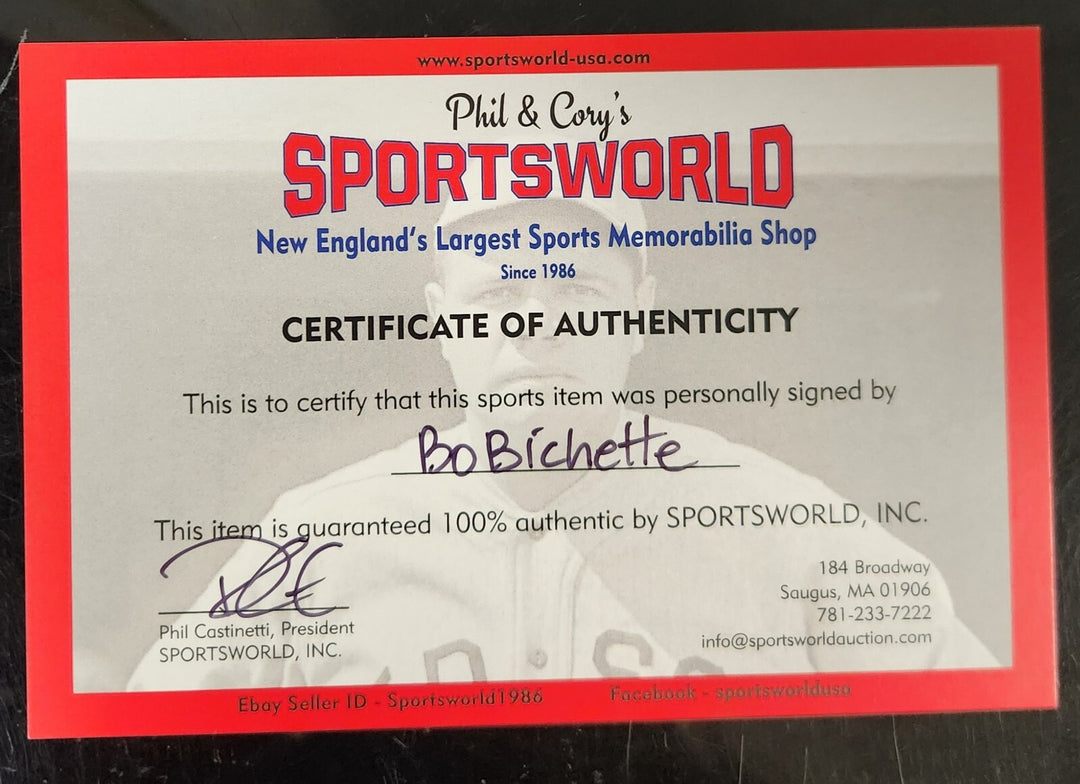 www.sportsworld-usa.com
Phil & Cory's
SPORTSWORLD
New England's Largest Sports Memorabilia Shop
Since 1986
CERTIFICATE OF AUTHENTICITY
This is to certify that this sports item was personally signed by
Bo Bichette
This item is guaranteed 100% authentic by SPORTSWORLD, INC.
184 Broadway
Saugus, MA 01906
781-233-7222
info@sportsworldauction.com
Phil Castinetti, President
SPORTSWORLD, INC.
Ebay Seller ID - Sportsworld1986 Facebook - sportsworldusa